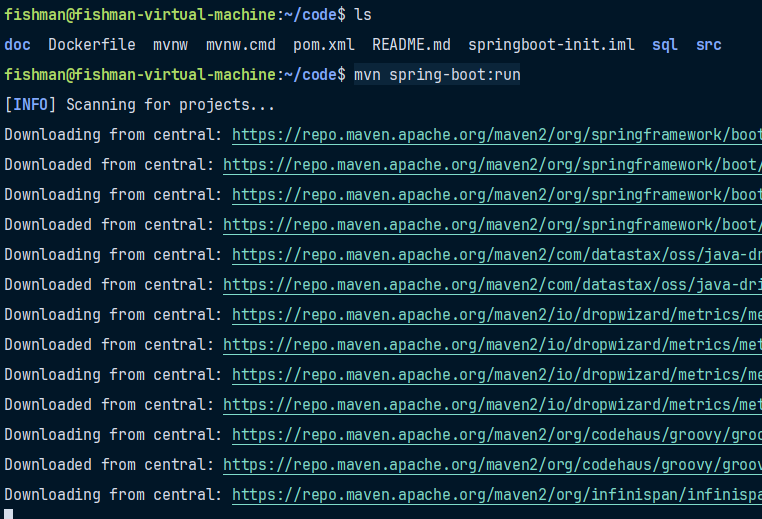 fishman@fishman-virtual-machine:~/code$ ls
doc Dockerfile mvnw mvnw.cmd pom.xml README.md springboot-init.iml sql src
fishman@fishman-virtual-machine:~/code$ mvn spring-boot:run
[INFO] Scanning for projects...
Downloading from central: https://repo.maven.apache.org/maven2/org/springframework/boot
Downloaded from central: https://repo.maven.apache.org/maven2/org/springframework/boot/
Downloading from central: https://repo.maven.apache.org/maven2/org/springframework/boot
Downloaded from central: https://repo.maven.apache.org/maven2/org/springframework/boot/
Downloading from central: https://repo.maven.apache.org/maven2/com/datastax/oss/java-dr
Downloaded from central: https://repo.maven.apache.org/maven2/com/datastax/oss/java-dri
Downloading from central: https://repo.maven.apache.org/maven2/io/dropwizard/metrics/me
Downloaded from central: https://repo.maven.apache.org/maven2/io/dropwizard/metrics/met
Downloading from central: https://repo.maven.apache.org/maven2/io/dropwizard/metrics/me
Downloaded from central: https://repo.maven.apache.org/maven2/io/dropwizard/metrics/met
Downloading from central: https://repo.maven.apache.org/maven2/org/codehaus/groovy/groo
Downloaded from central: https://repo.maven.apache.org/maven2/org/codehaus/groovy/groov
Downloading from central: https://repo.maven.apache.org/maven2/org/infinispan/infinispa